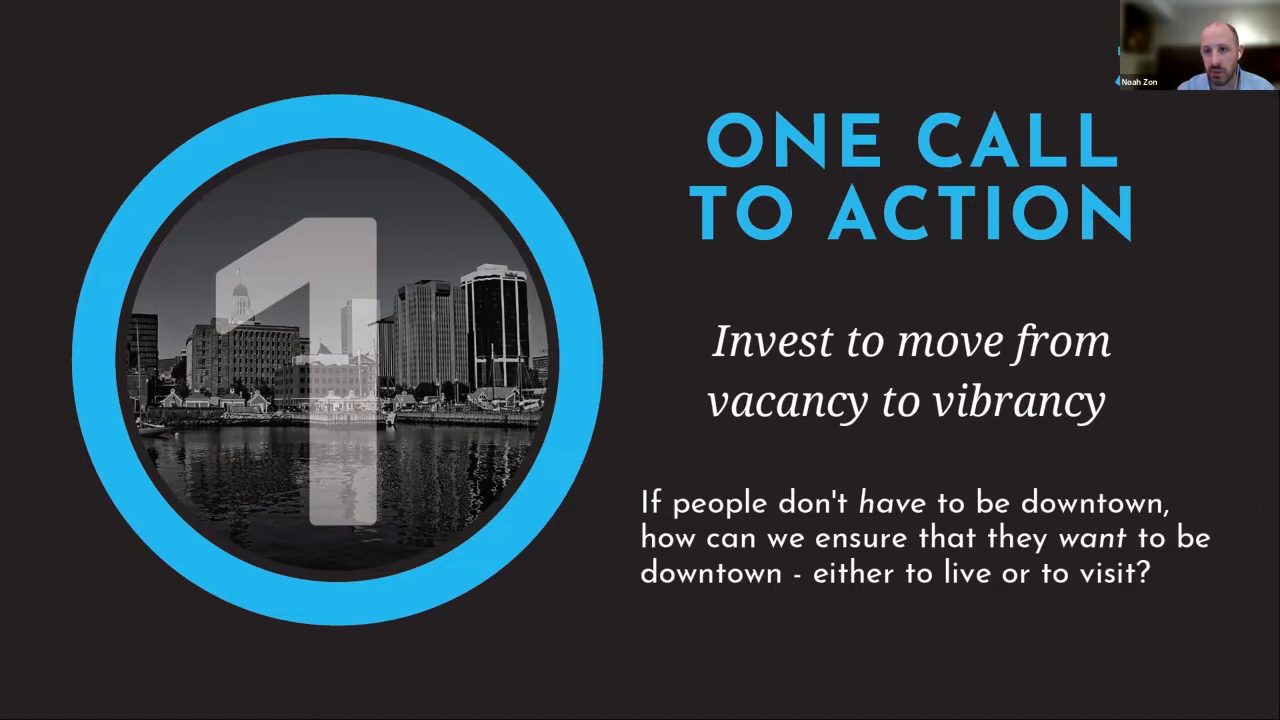 Noah Zon
ONE CALL
TO ACTION
1
Invest to move from
vacancy to vibrancy
If people don't have to be downtown,
how can we ensure that they want to be
downtown - either to live or to visit?